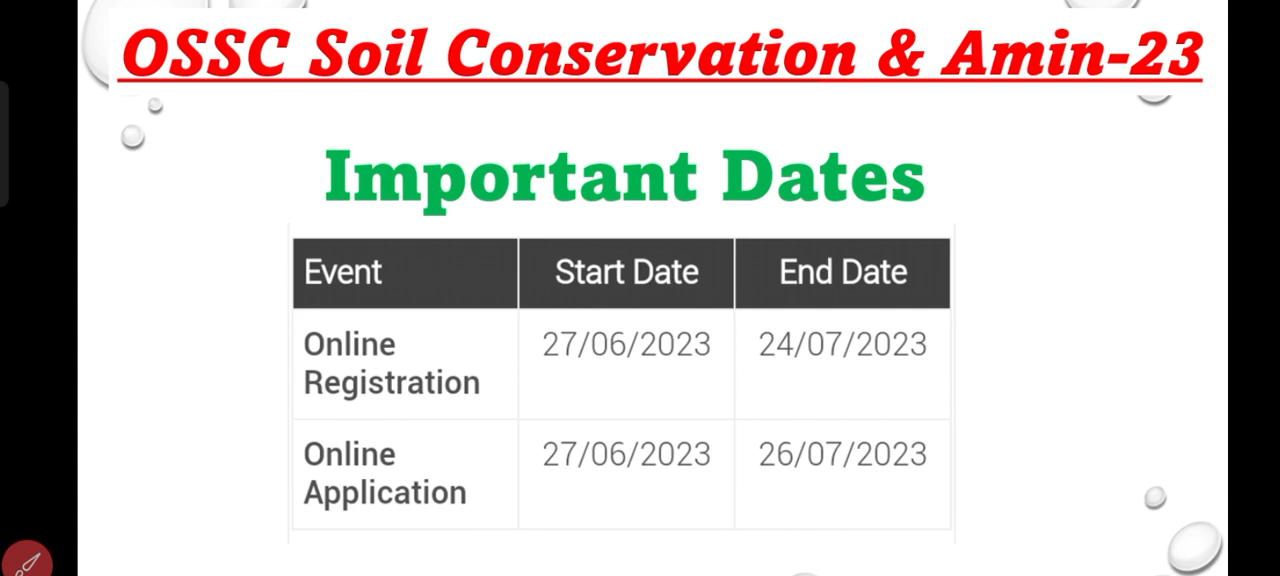 OSSC Soil Conservation & Amin-23
Important Dates
Event Start Date End Date
Online Registration 27/06/2023 24/07/2023
Online Application 27/06/2023 26/07/2023